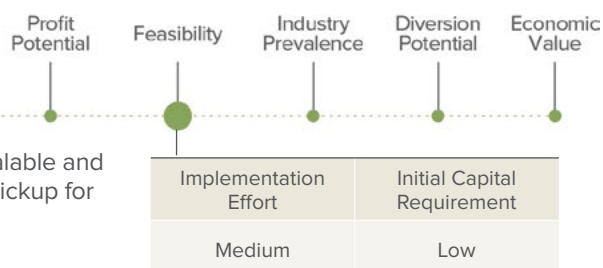 Profit
Potential
Feasibility
Industry
Prevalence
Diversion
Potential
Economic
Value
and
ickup for
Implementation
Effort
Initial Capital
Requirement
Medium
Low